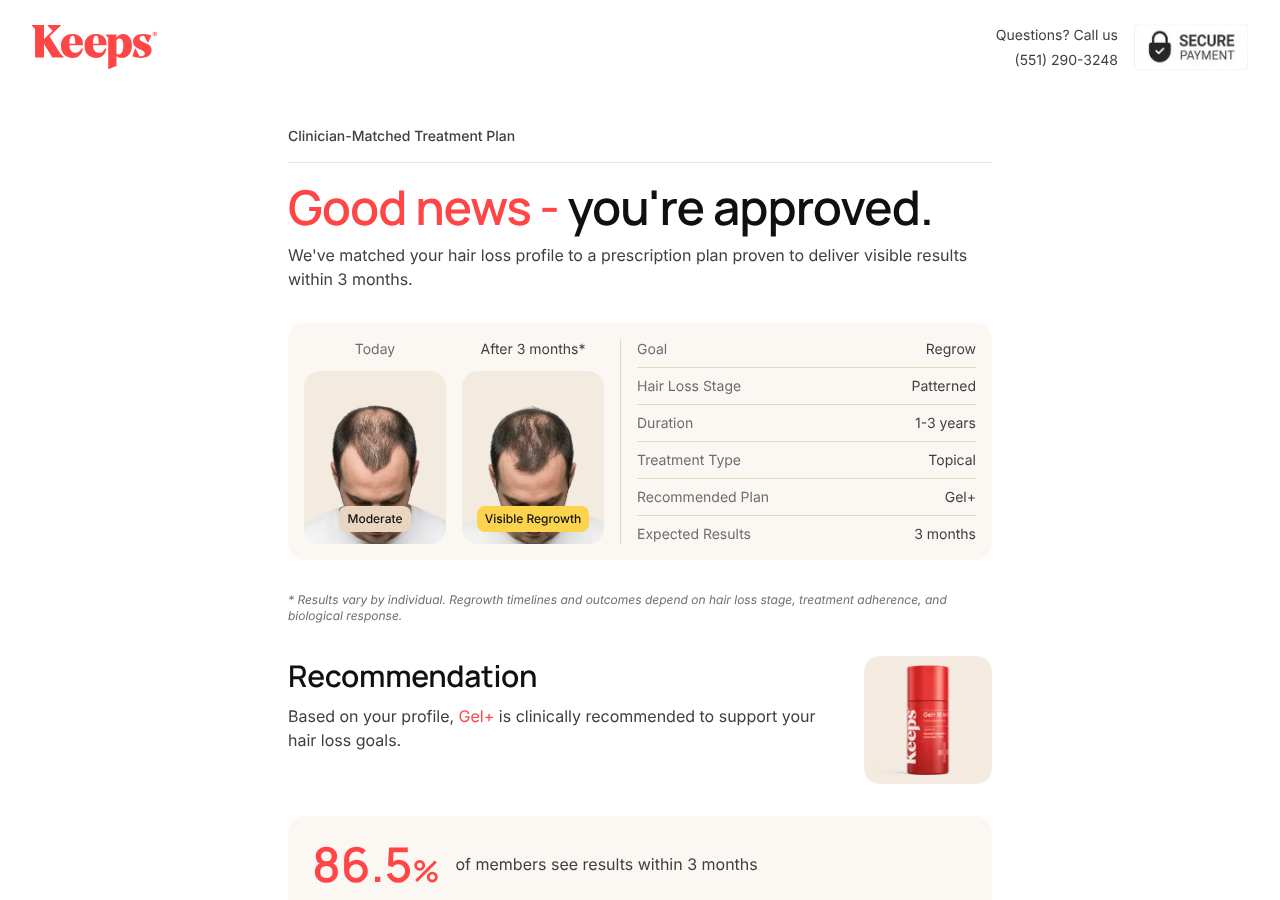 Keeps®
Questions? Call us
(551) 290-3248
SECURE
PAYMENT
Clinician-Matched Treatment Plan
Good news - you're approved.
We've matched your hair loss profile to a prescription plan proven to deliver visible results
within 3 months.
Today
After 3 months*
Moderate
Visible Regrowth
Goal Regrow
Hair Loss Stage Patterned
Duration 1-3 years
Treatment Type Topical
Recommended Plan Gel+
Expected Results 3 months
* Results vary by individual. Regrowth timelines and outcomes depend on hair loss stage, treatment adherence, and
biological response.
Recommendation
Based on your profile, Gel+ is clinically recommended to support your
hair loss goals.
Keeps
86.5% of members see results within 3 months